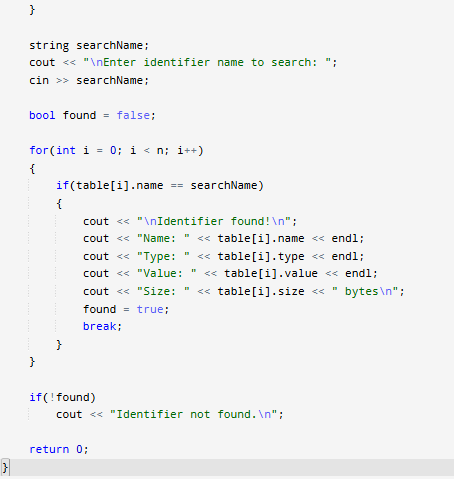 }

    string searchName;
    cout << "\nEnter identifier name to search: ";
    cin >> searchName;

    bool found = false;

    for(int i = 0; i < n; i++)
    {
        if(table[i].name == searchName)
        {
            cout << "\nIdentifier found!\n";
            cout << "Name: " << table[i].name << endl;
            cout << "Type: " << table[i].type << endl;
            cout << "Value: " << table[i].value << endl;
            cout << "Size: " << table[i].size << " bytes\n";
            found = true;
            break;
        }
    }

    if(!found)
        cout << "Identifier not found.\n";

    return 0;
}